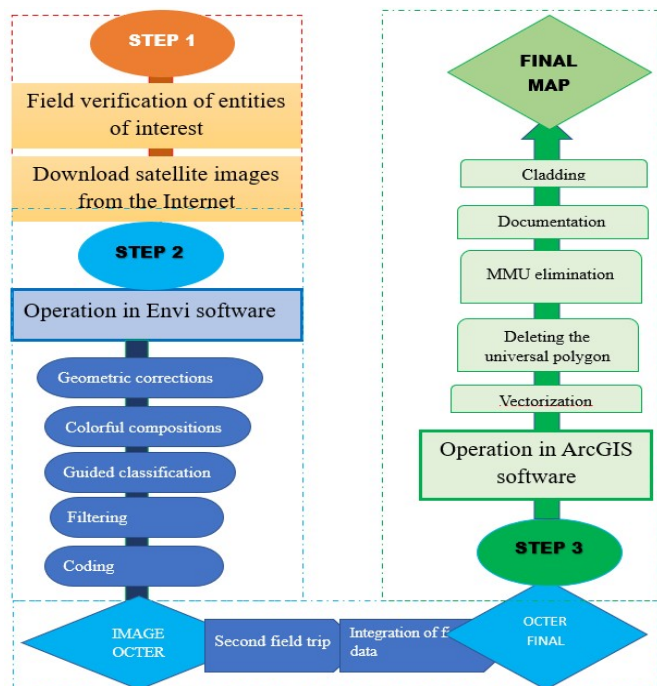 STEP 1
Field verification of entities
of interest
Download satellite images
from the Internet
STEP 2
Operation in Envi software
Geometric corrections
Colorful compositions
Guided classification
Filtering
Coding
IMAGE
OCTER
Second field trip
Integration of
data
OCTER
FINAL
STEP 3
Operation in ArcGIS
software
Vectorization
Deleting the
universal polygon
MMU elimination
Documentation
Cladding
FINAL
MAP